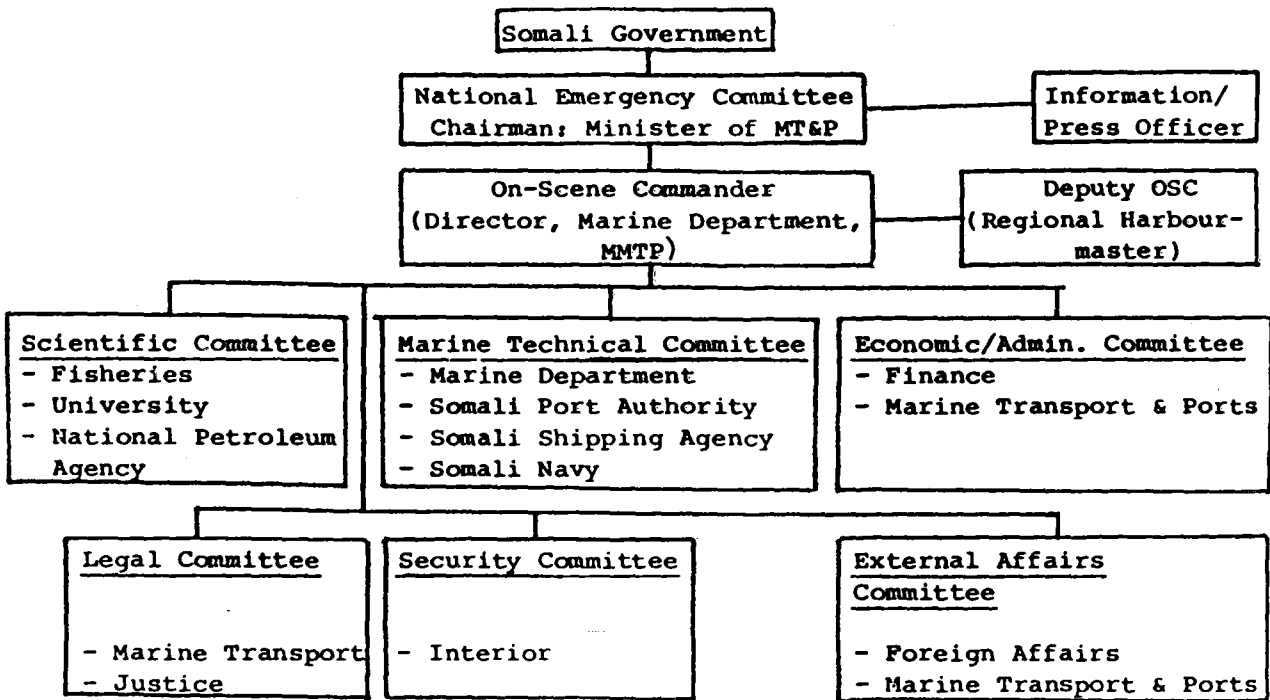 Somali Government
National Emergency Committee
Chairman: Minister of MT&P
Information/
Press Officer
On-Scene Commander
(Director, Marine Department,
MMTP)
Deputy OSC
(Regional Harbour-
master)
Scientific Committee
- Fisheries
- University
- National Petroleum
Agency
Marine Technical Committee
- Marine Department
- Somali Port Authority
- Somali Shipping Agency
- Somali Navy
Economic/Admin. Committee
- Finance
- Marine Transport & Ports
Legal Committee
- Marine Transport
- Justice
Security Committee
- Interior
External Affairs
Committee
- Foreign Affairs
- Marine Transport & Ports